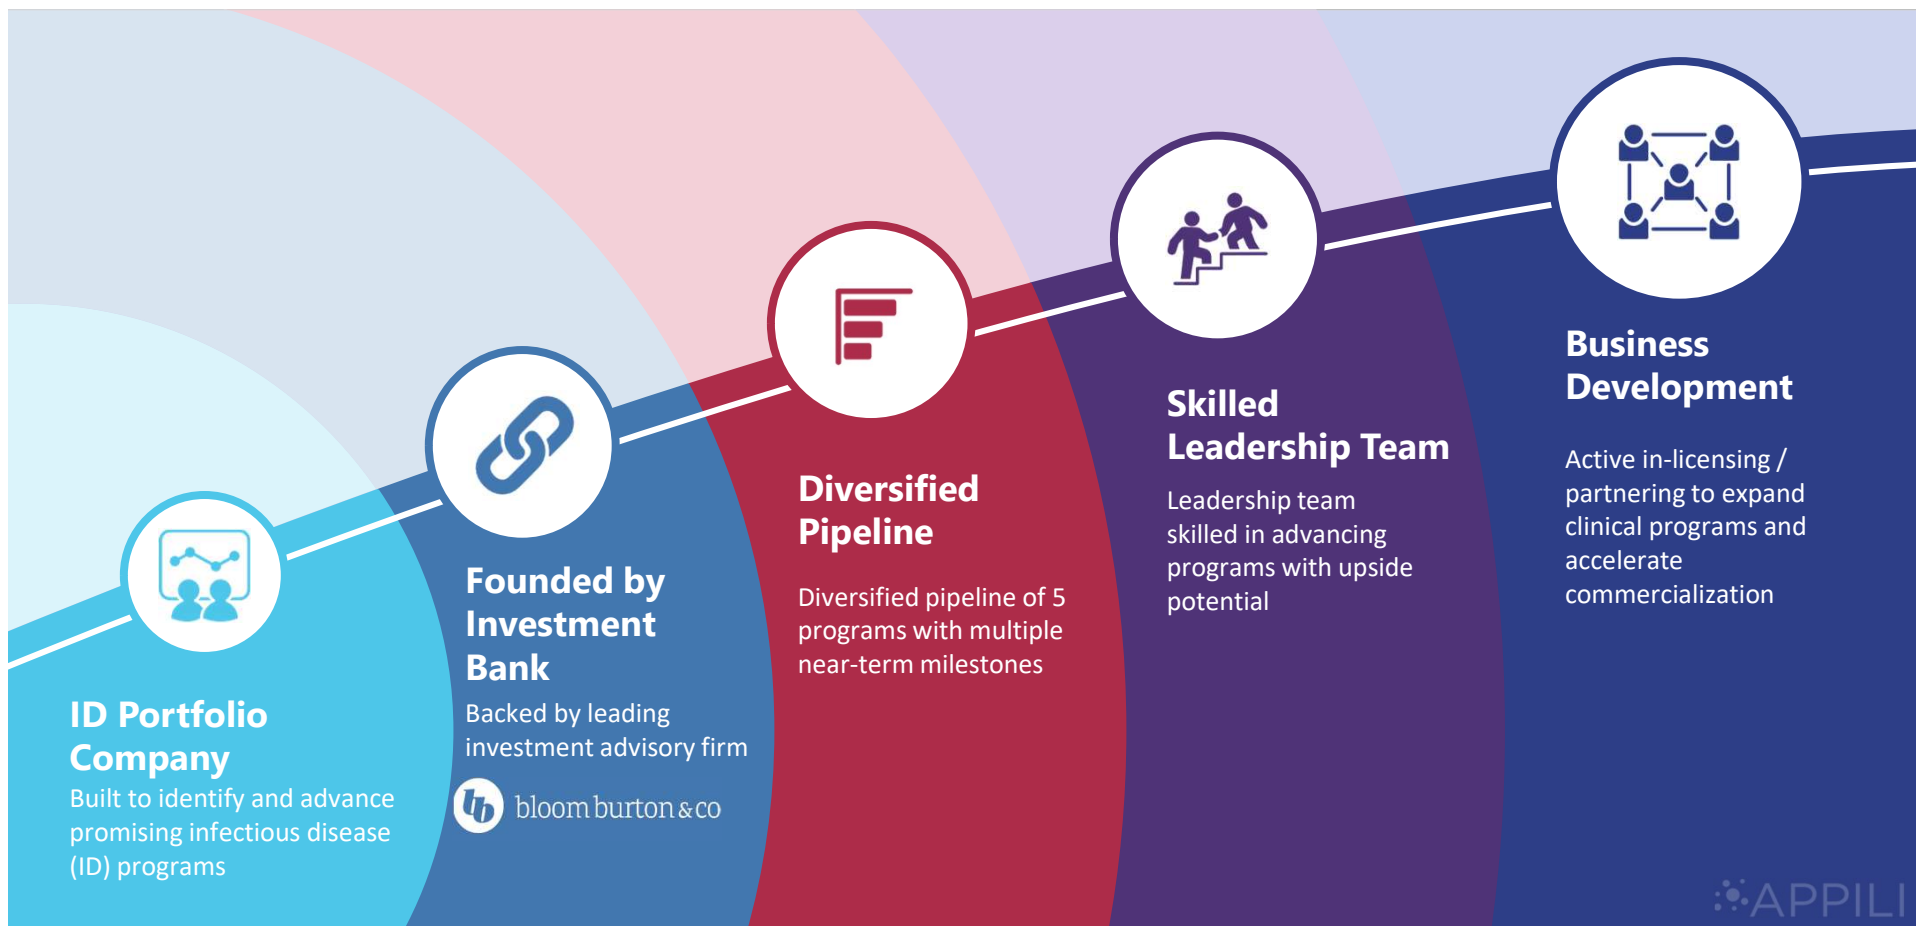 ID Portfolio
Company
Built to identify and advance
promising infectious disease
(ID) programs
Founded by
Investment
Bank
Backed by leading
investment advisory firm
bloom burton & co
Diversified
Pipeline
Diversified pipeline of 5
programs with multiple
near-term milestones
Skilled
Leadership Team
Leadership team
skilled in advancing
programs with upside
potential
Business
Development
Active in-licensing /
partnering to expand
clinical programs and
accelerate
commercialization
APPILI